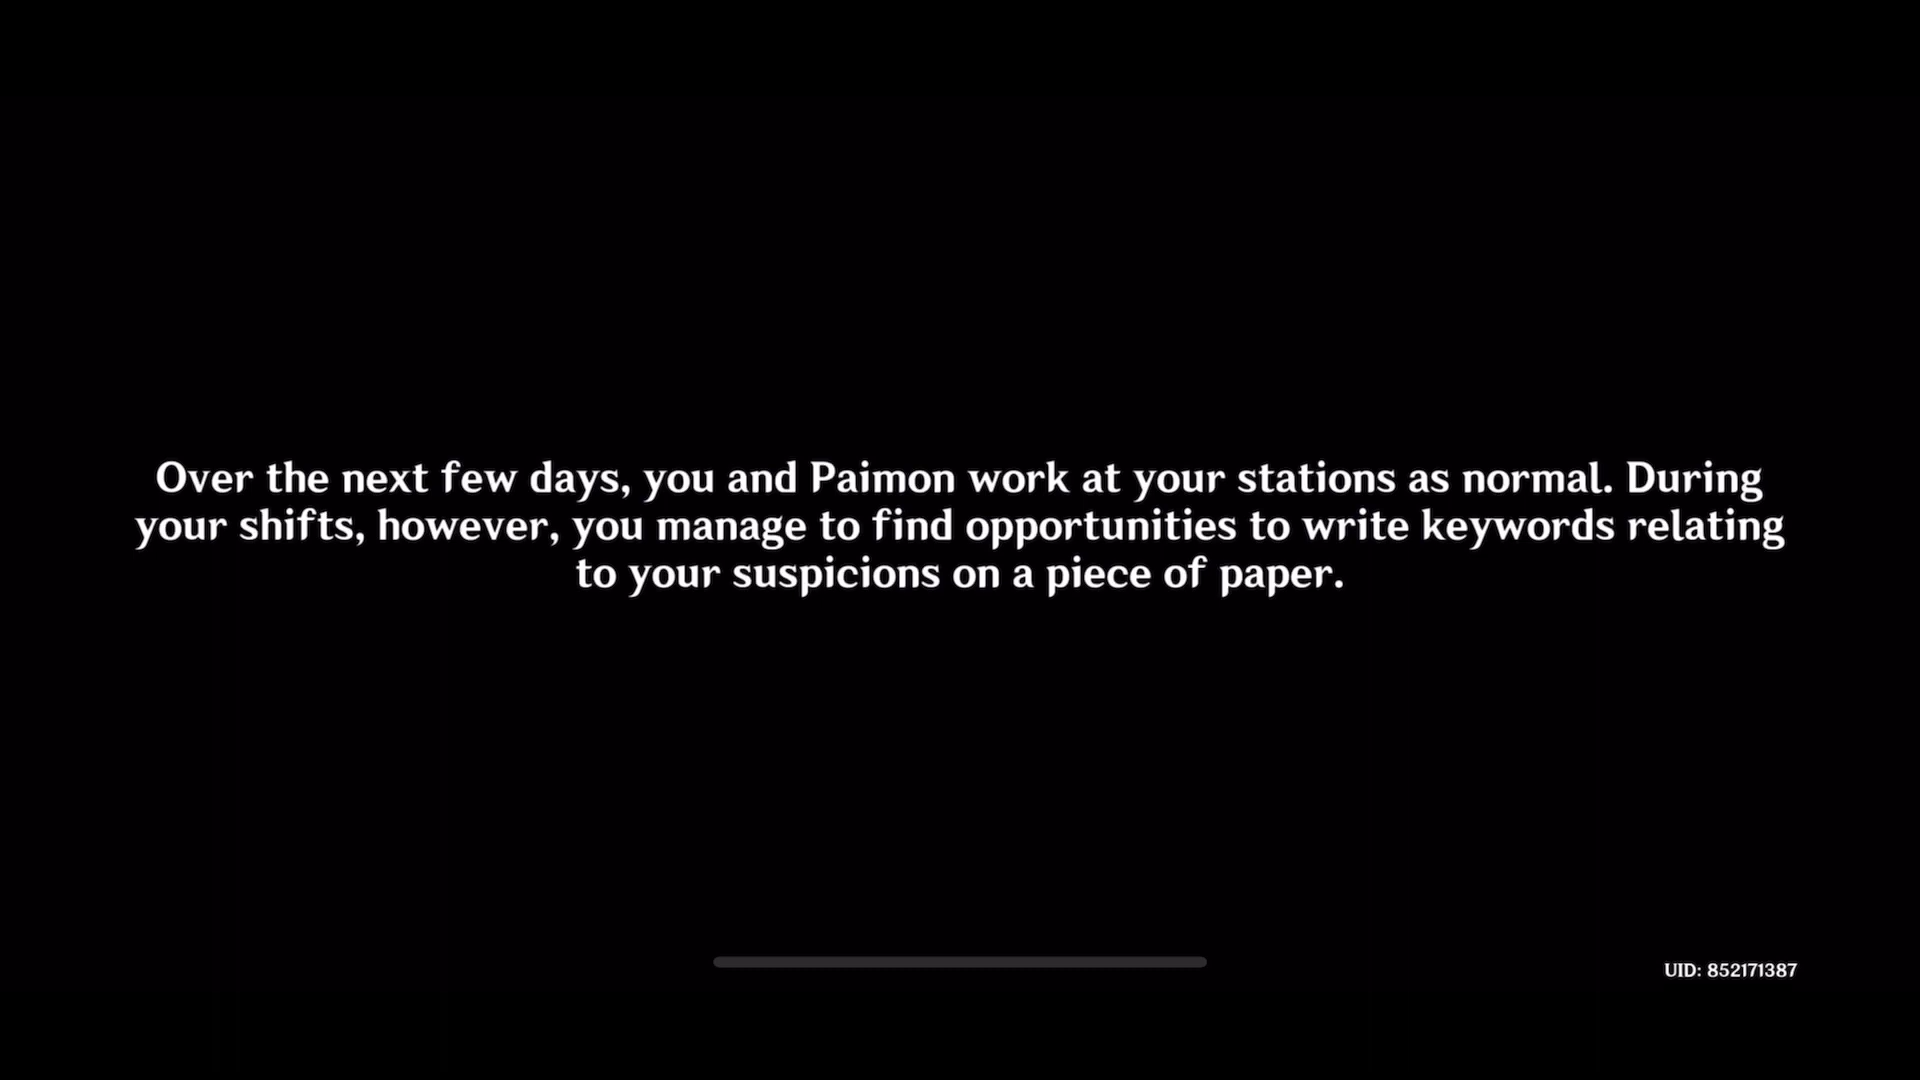 Over the next few days, you and Paimon work at your stations as normal. During
your shifts, however, you manage to find opportunities to write keywords relating
to your suspicions on a piece of paper.
UID: 852171387